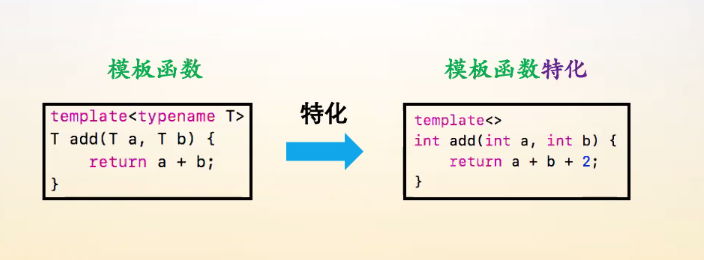 模板函数
template<typename T>
T add(T a, T b) {
    return a + b;
}
特化
模板函数特化
template<>
int add(int a, int b) {
    return a + b + 2;
}